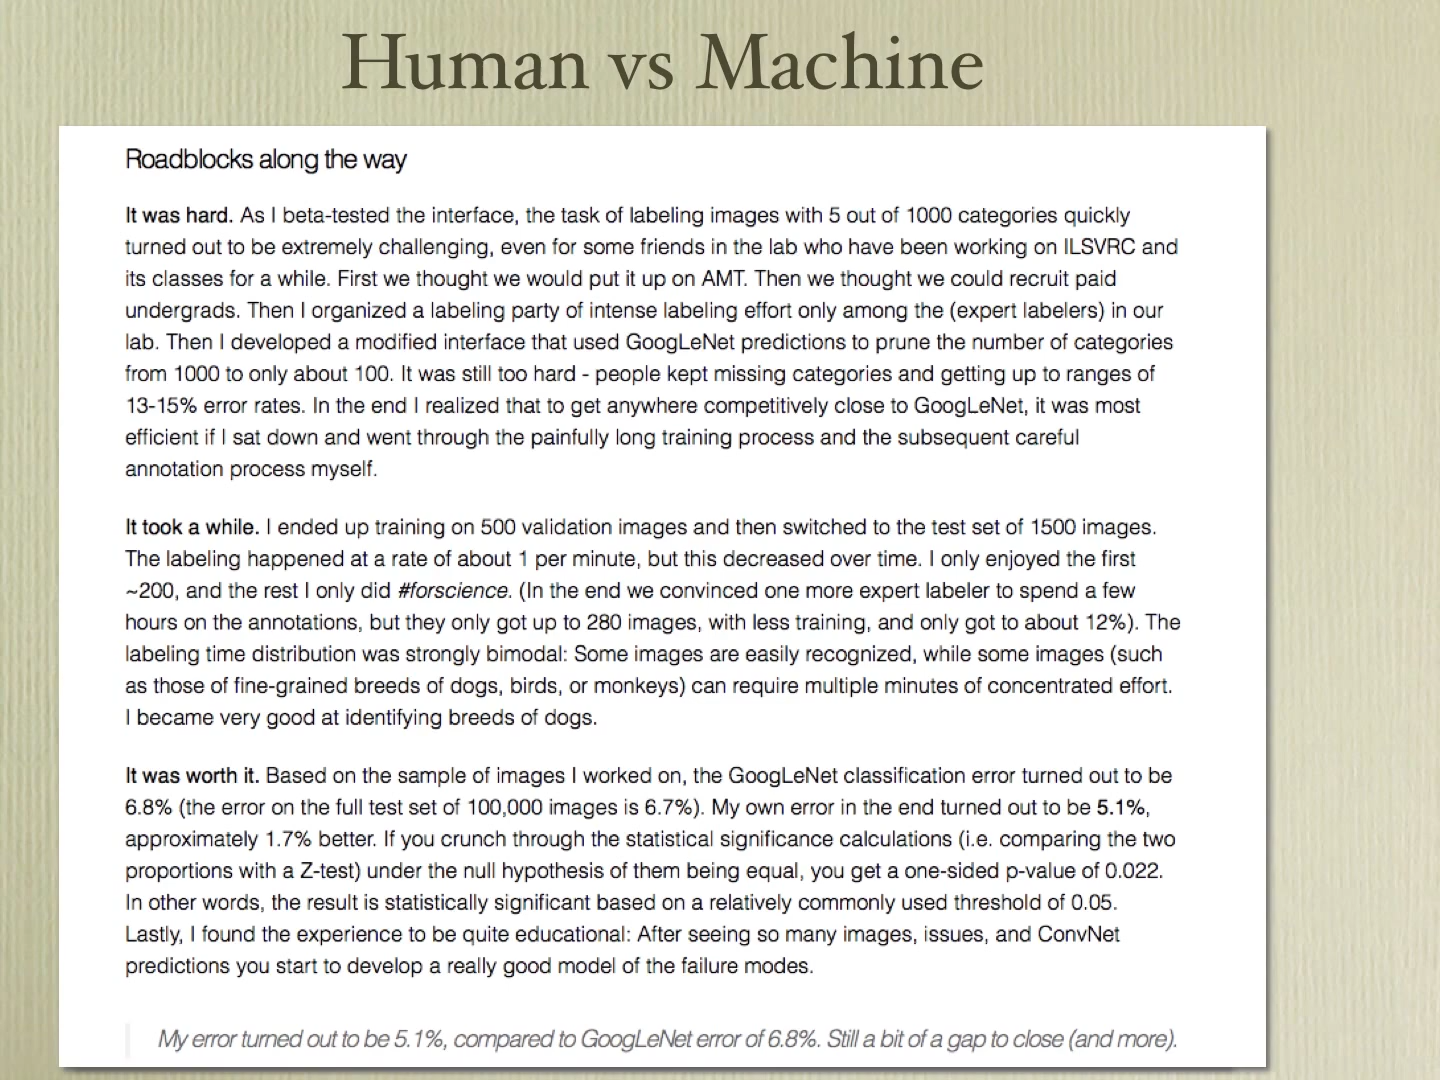 Human vs Machine
Roadblocks along the way
It was hard. As I beta-tested the interface, the task of labeling images with 5 out of 1000 categories quickly
turned out to be extremely challenging, even for some friends in the lab who have been working on ILSVRC and
its classes for a while. First we thought we would put it up on AMT. Then we thought we could recruit paid
undergrads. Then I organized a labeling party of intense labeling effort only among the (expert labelers) in our
lab. Then I developed a modified interface that used GoogLeNet predictions to prune the number of categories
from 1000 to only about 100. It was still too hard - people kept missing categories and getting up to ranges of
13-15% error rates. In the end I realized that to get anywhere competitively close to GoogLeNet, it was most
efficient if I sat down and went through the painfully long training process and the subsequent careful
annotation process myself.
It took a while. I ended up training on 500 validation images and then switched to the test set of 1500 images.
The labeling happened at a rate of about 1 per minute, but this decreased over time. I only enjoyed the first
~200, and the rest I only did #forscience. (In the end we convinced one more expert labeler to spend a few
hours on the annotations, but they only got up to 280 images, with less training, and only got to about 12%). The
labeling time distribution was strongly bimodal: Some images are easily recognized, while some images (such
as those of fine-grained breeds of dogs, birds, or monkeys) can require multiple minutes of concentrated effort.
I became very good at identifying breeds of dogs.
It was worth it. Based on the sample of images I worked on, the GoogLeNet classification error turned out to be
6.8% (the error on the full test set of 100,000 images is 6.7%). My own error in the end turned out to be 5.1%,
approximately 1.7% better. If you crunch through the statistical significance calculations (i.e. comparing the two
proportions with a Z-test) under the null hypothesis of them being equal, you get a one-sided p-value of 0.022.
In other words, the result is statistically significant based on a relatively commonly used threshold of 0.05.
Lastly, I found the experience to be quite educational: After seeing so many images, issues, and ConvNet
predictions you start to develop a really good model of the failure modes.
My error turned out to be 5.1%, compared to GoogLeNet error of 6.8%. Still a bit of a gap to close (and more).